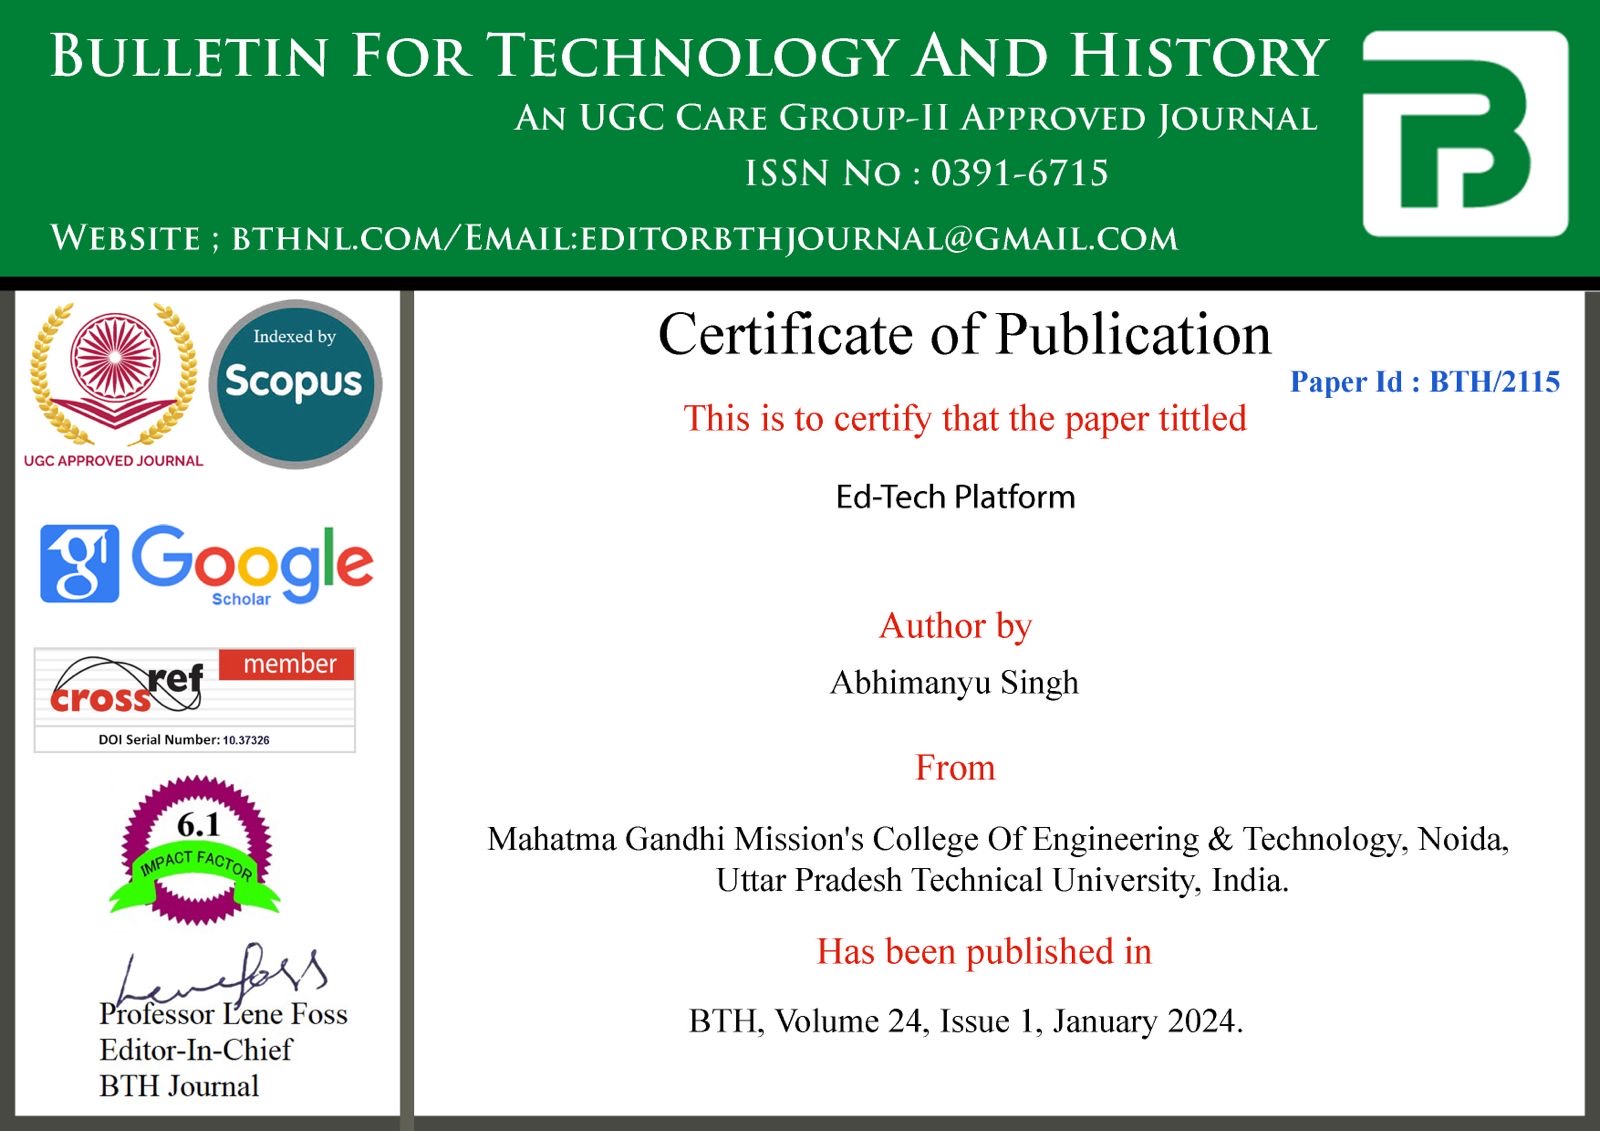 BULLETIN FOR TECHNOLOGY AND HISTORY
AN UGC CARE GROUP-II APPROVED JOURNAL
ISSN NO : 0391-6715
WEBSITE ; BTHNL.COM/EMAIL:EDITORBTHJOURNAL@GMAIL.COM
UGC APPROVED JOURNAL
Indexed by
Scopus
Google
Scholar
crossref
member
DOI Serial Number: 10.37326
6.1
IMPACT FACTOR
Lene foss
Professor Lene Foss
Editor-In-Chief
BTH Journal
Certificate of Publication
Paper Id : BTH/2115
This is to certify that the paper tittled
Ed-Tech Platform
Author by
Abhimanyu Singh
From
Mahatma Gandhi Mission's College Of Engineering & Technology, Noida,
Uttar Pradesh Technical University, India.
Has been published in
BTH, Volume 24, Issue 1, January 2024.